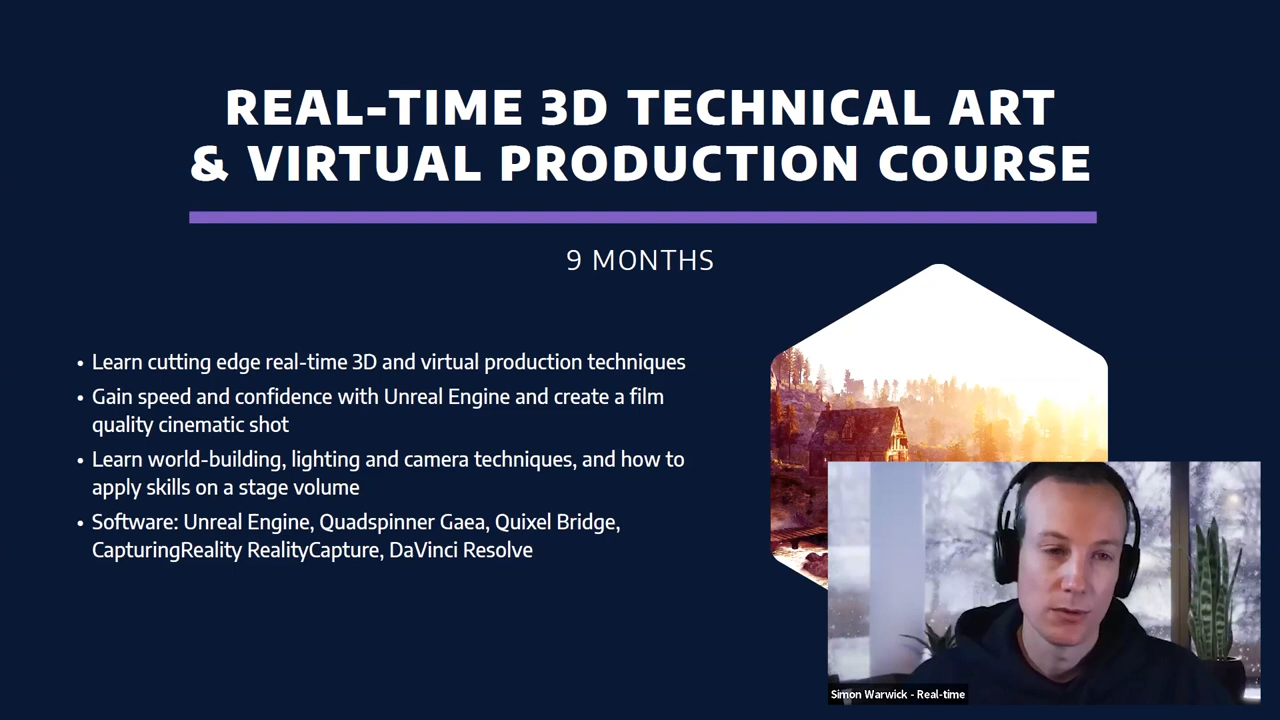 REAL-TIME 3D TECHNICAL ART
& VIRTUAL PRODUCTION COURSE
9 MONTHS
• Learn cutting edge real-time 3D and virtual production techniques
• Gain speed and confidence with Unreal Engine and create a film
quality cinematic shot
• Learn world-building, lighting and camera techniques, and how to
apply skills on a stage volume
• Software: Unreal Engine, Quadspinner Gaea, Quixel Bridge,
CapturingReality RealityCapture, DaVinci Resolve
Simon Warwick - Real-time